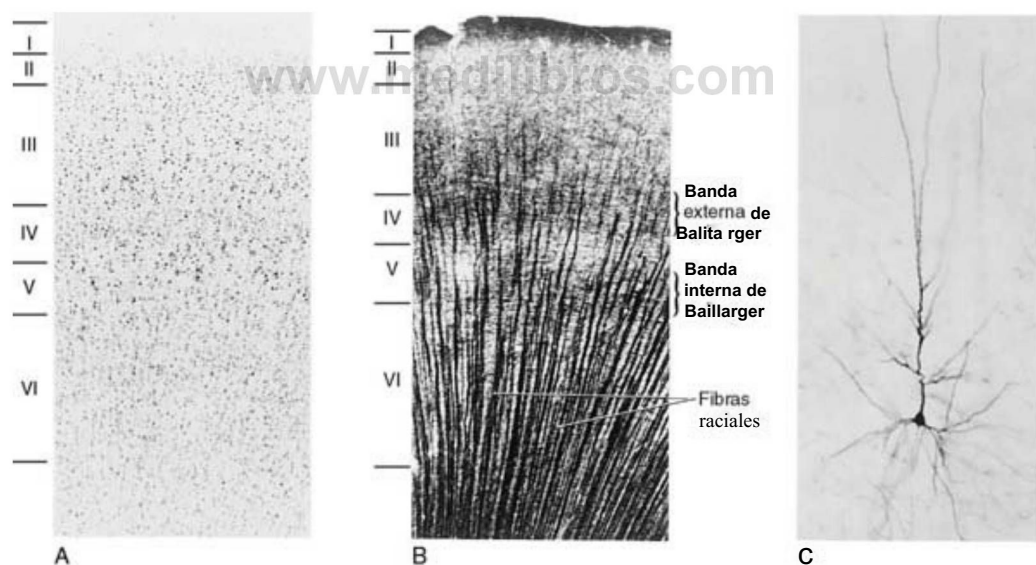 www.medilibros.com
I
II
III
IV
V
VI
A
I
II
III
IV
V
VI
Banda
externa de
Balita rger
Banda
interna de
Baillarger
Fibras
raciales
B
C